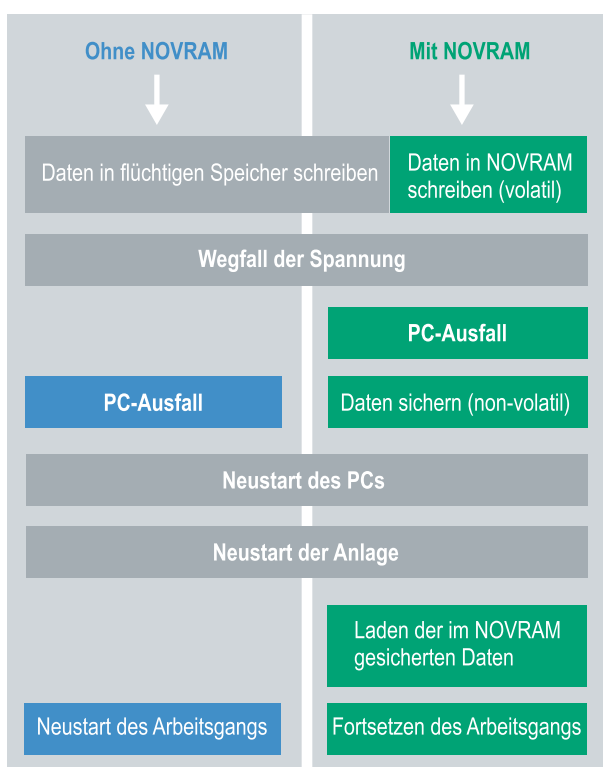 Ohne NOVRAM
Mit NOVRAM
Daten in flüchtigen Speicher schreiben
Daten in NOVRAM
schreiben (volatil)
Wegfall der Spannung
PC-Ausfall
PC-Ausfall
Daten sichern (non-volatil)
Neustart des PCs
Neustart der Anlage
Laden der im NOVRAM
gesicherten Daten
Neustart des Arbeitsgangs
Fortsetzen des Arbeitsgangs